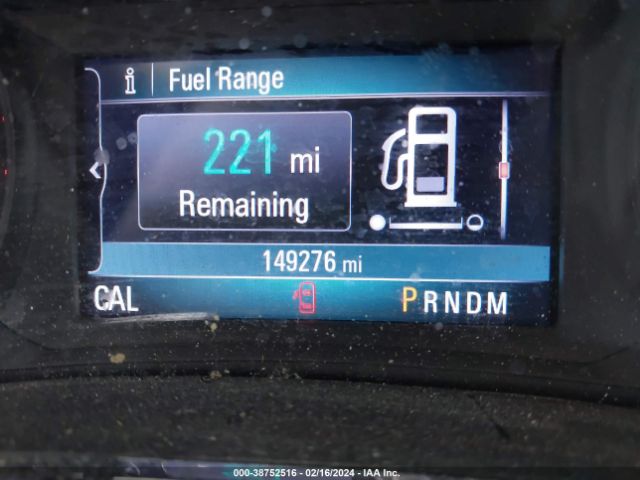 i Fuel Range
221 mi
Remaining
149276 mi
CAL PRNDM
000-38752516 - 02/16/2024 - IAA Inc.